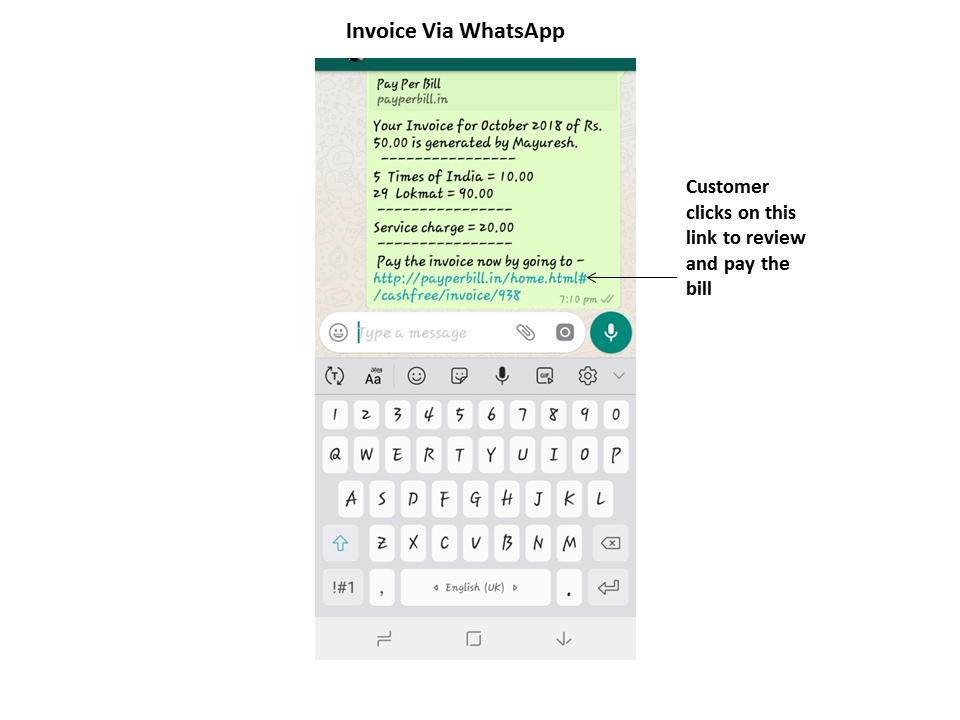 Invoice Via WhatsApp
Pay Per Bill
payperbill.in
Your Invoice for October 2018 of Rs.
50.00 is generated by Mayuresh.
----------------
5 Times of India = 10.00
29 Lokmat = 90.00
----------------
Service charge = 20.00
----------------
Pay the invoice now by going to -
http://payperbill.in/home.html#
/cashfree/invoice/938
7:10 pm
Customer
clicks on this
link to review
and pay the
bill
Type a message
Aa
GIF
1 2 3 4 5 6 7 8 9 0
Q W E R T Y U I O P
A S D F G H J K L
Z X C V B N M
!#1 , English (UK) .